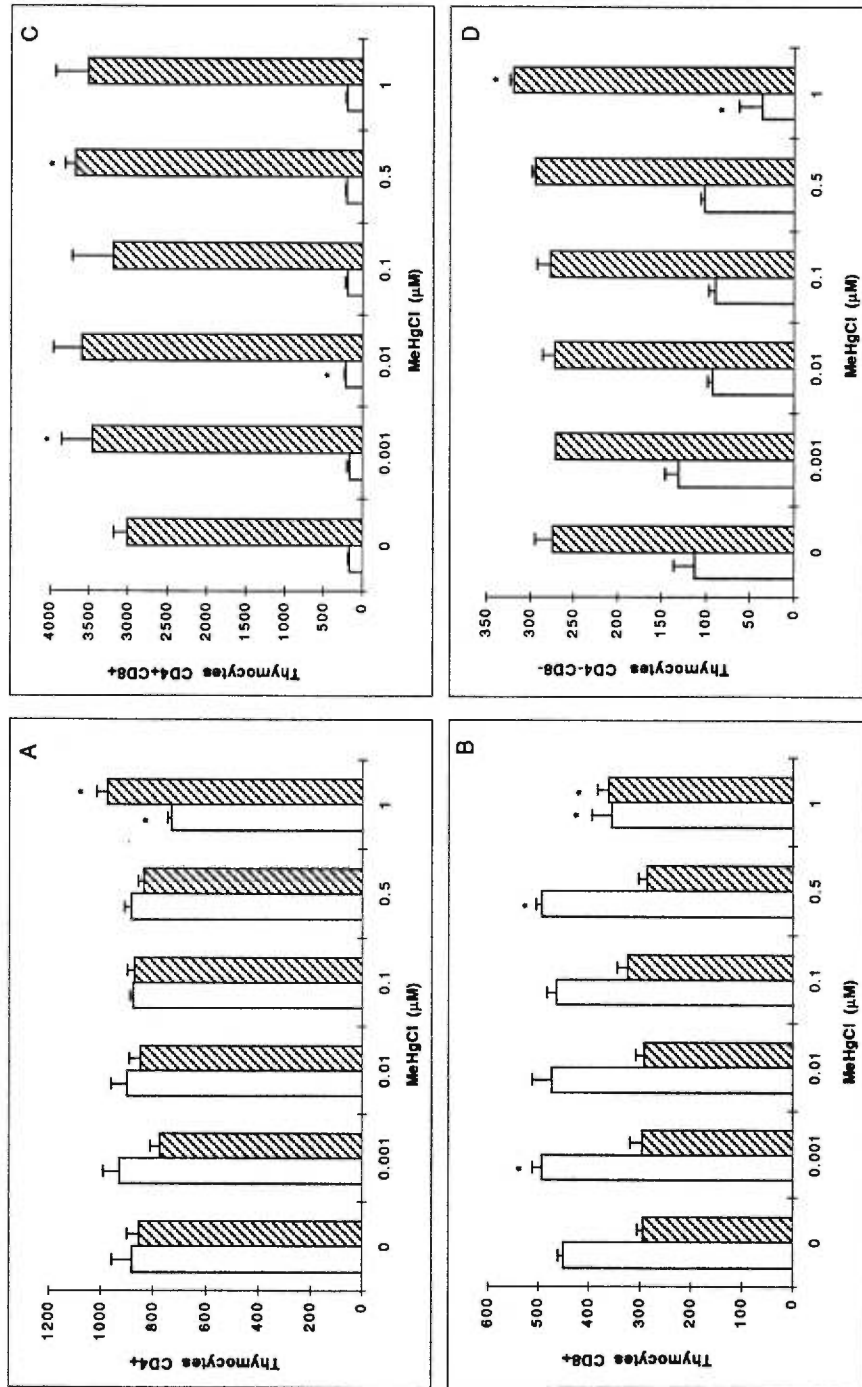 A
Thymocytes CD4+
1200
1000
800
600
400
200
0
*
*
0 0.001 0.01 0.1 0.5 1
MeHgCl (µM)
B
Thymocytes CD8+
600
500
400
300
200
100
0
*
*
*
*
0 0.001 0.01 0.1 0.5 1
MeHgCl (µM)
C
Thymocytes CD4+CD8+
4000
3500
3000
2500
2000
1500
1000
500
0
*
*
*
0 0.001 0.01 0.1 0.5 1
MeHgCl (µM)
D
Thymocytes CD4-CD8-
350
300
250
200
150
100
50
0
*
*
0 0.001 0.01 0.1 0.5 1
MeHgCl (µM)